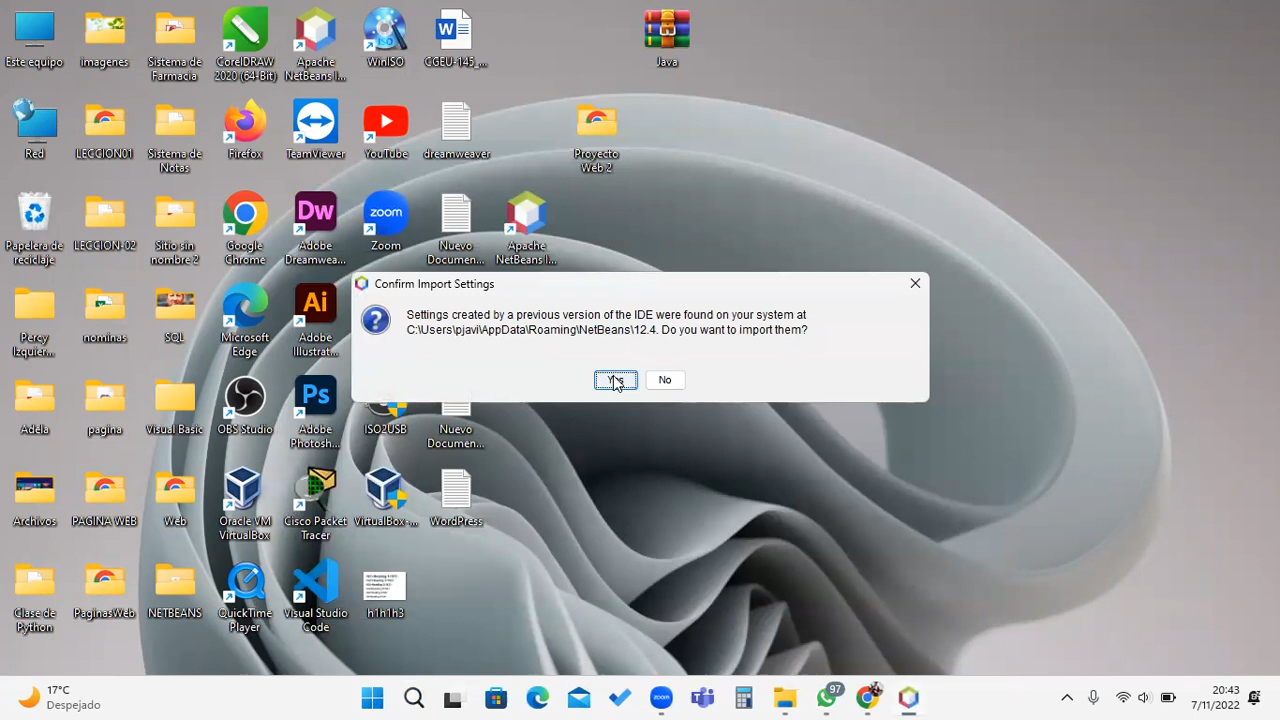 Este equipo
imagenes
Sistema de
Farmacia
CorelDRAW
2020 (64-Bit)
Apache
NetBeans I...
WinISO
CGEU-145_...
Java
Red
LECCION01
Sistema de
Notas
Firefox
TeamViewer
YouTube
dreamweaver
Proyecto
Web 2
Papelera de
reciclaje
LECCION-02
Sitio sin
nombre 2
Google
Chrome
Adobe
Dreamwea...
Zoom
Nuevo
Documen...
Apache
NetBeans I...
Confirm Import Settings
Settings created by a previous version of the IDE were found on your system at
C:\Users\pjavi\AppData\Roaming\NetBeans\12.4. Do you want to import them?
No
Percy
Izquier...
nominas
SQL
Microsoft
Edge
Adobe
Illustrat...
Adela
pagina
Visual Basic
OBS Studio
Adobe
Photosh...
ISO2USB
Nuevo
Documen...
Archivos
PAGINA WEB
Web
Oracle VM
VirtualBox
Cisco Packet
Tracer
VirtualBox-...
WordPress
Clase de
Python
PaginasWeb
NETBEANS
QuickTime
Player
Visual Studio
Code
h1h1h3
17°C
Despejado
zoom
97
20:43
7/11/2022